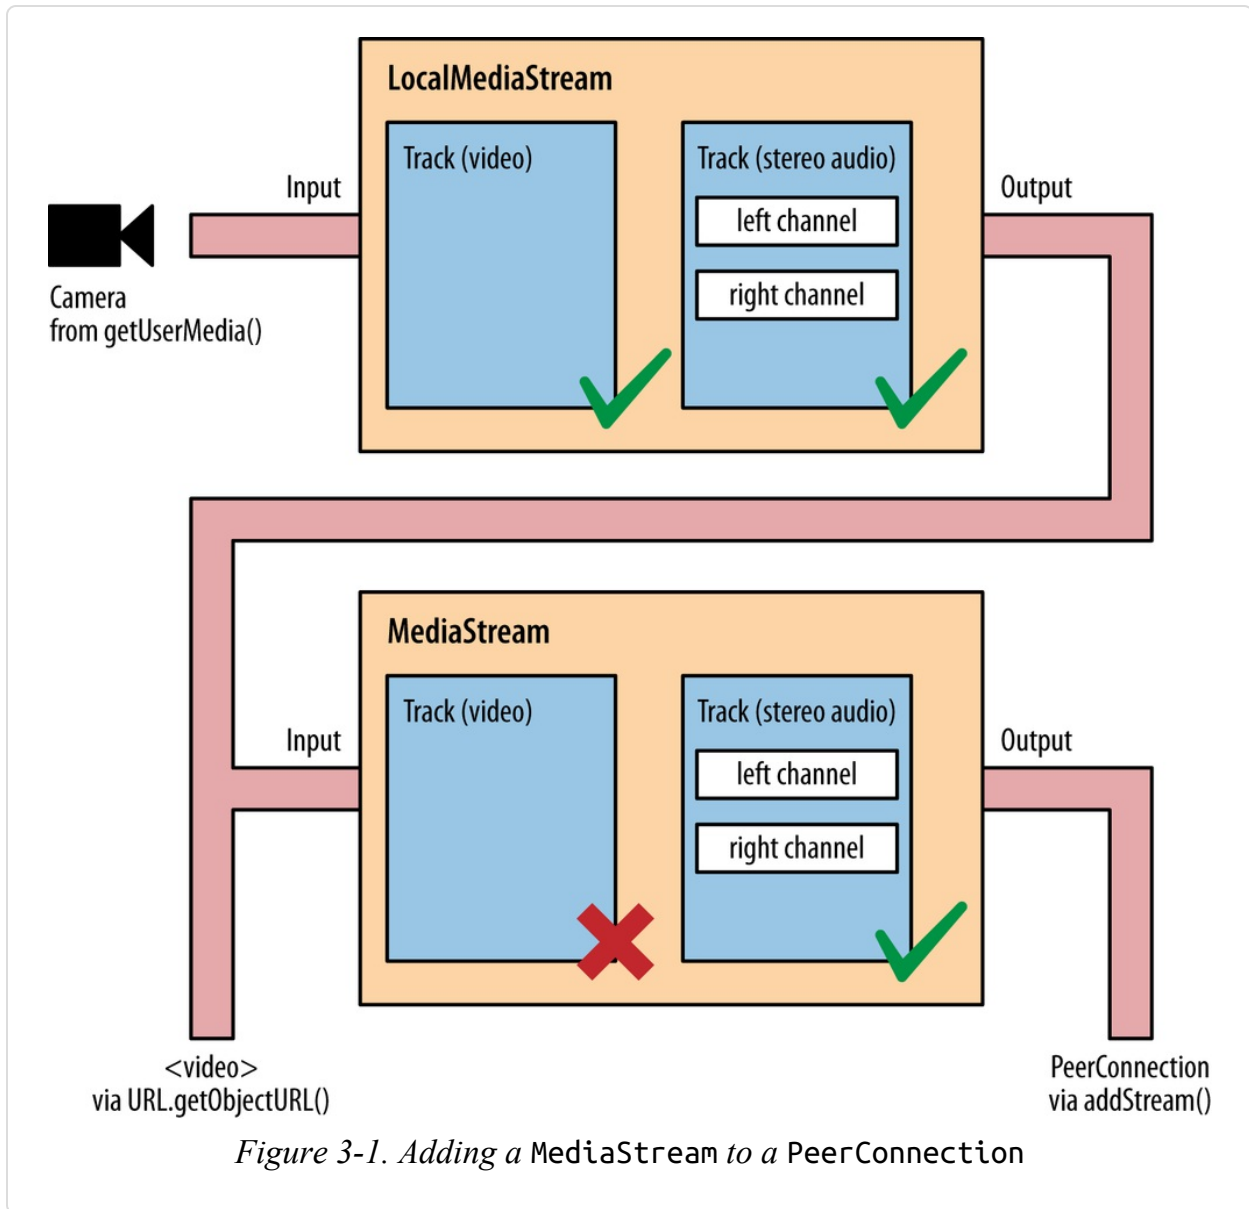 LocalMediaStream
Track (video)
Track (stereo audio)
left channel
right channel
Input
Output
Camera
from getUserMedia()
MediaStream
Track (video)
Track (stereo audio)
left channel
right channel
Input
Output
<video>
via URL.getObjectURL()
PeerConnection
via addStream()
Figure 3-1. Adding a MediaStream to a PeerConnection